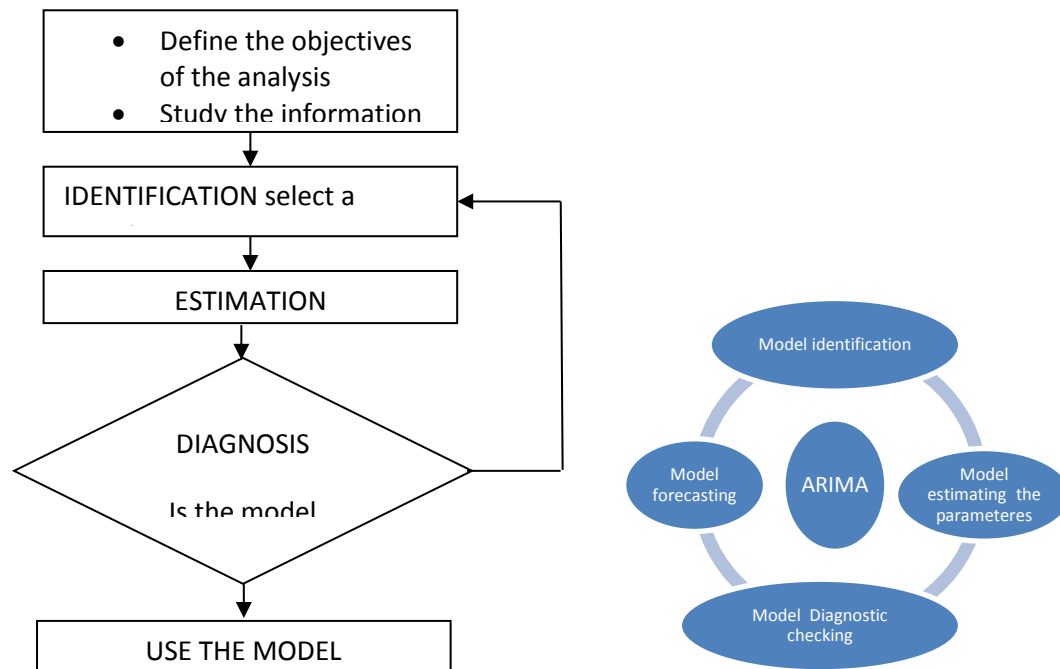 • Define the objectives
of the analysis
• Study the information
IDENTIFICATION select a
ESTIMATION
DIAGNOSIS
Is the model
USE THE MODEL
Model identification
Model
forecasting
ARIMA
Model
estimating the
parameteres
Model Diagnostic
checking